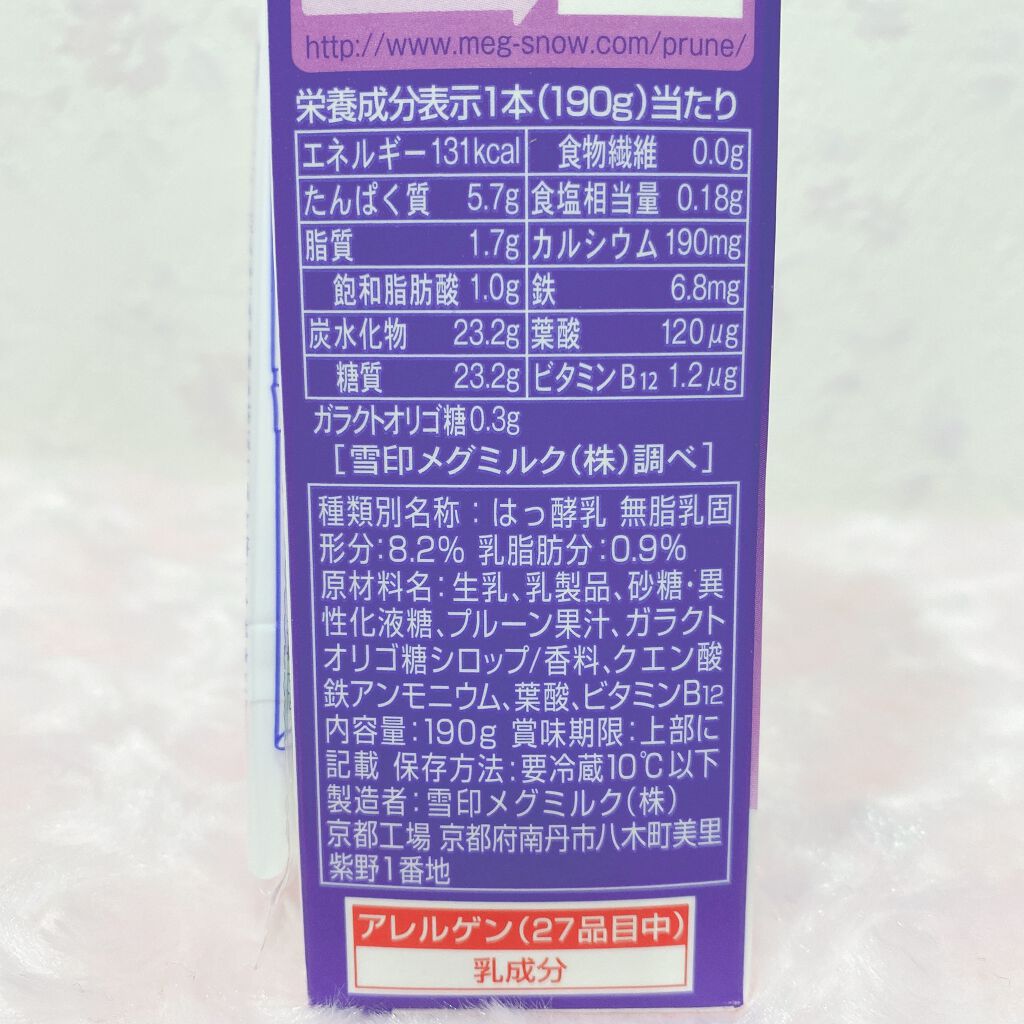 http://www.meg-snow.com/prune/
栄養成分表示1本(190g)当たり
エネルギー 131kcal 食物繊維 0.0g
たんぱく質 5.7g 食塩相当量 0.18g
脂質 1.7g カルシウム 190mg
飽和脂肪酸 1.0g 鉄 6.8mg
炭水化物 23.2g 葉酸 120μg
糖質 23.2g ビタミンB12 1.2μg
ガラクトオリゴ糖0.3g
[雪印メグミルク(株)調べ]
種類別名称:はっ酵乳 無脂乳固
形分:8.2% 乳脂肪分:0.9%
原材料名:生乳、乳製品、砂糖・異
性化液糖、プルーン果汁、ガラクト
オリゴ糖シロップ/香料、クエン酸
鉄アンモニウム、葉酸、ビタミンB12
内容量:190g 賞味期限:上部に
記載 保存方法:要冷蔵10℃以下
製造者:雪印メグミルク(株)
京都工場 京都府南丹市八木町美里
紫野1番地
アレルゲン(27品目中)
乳成分